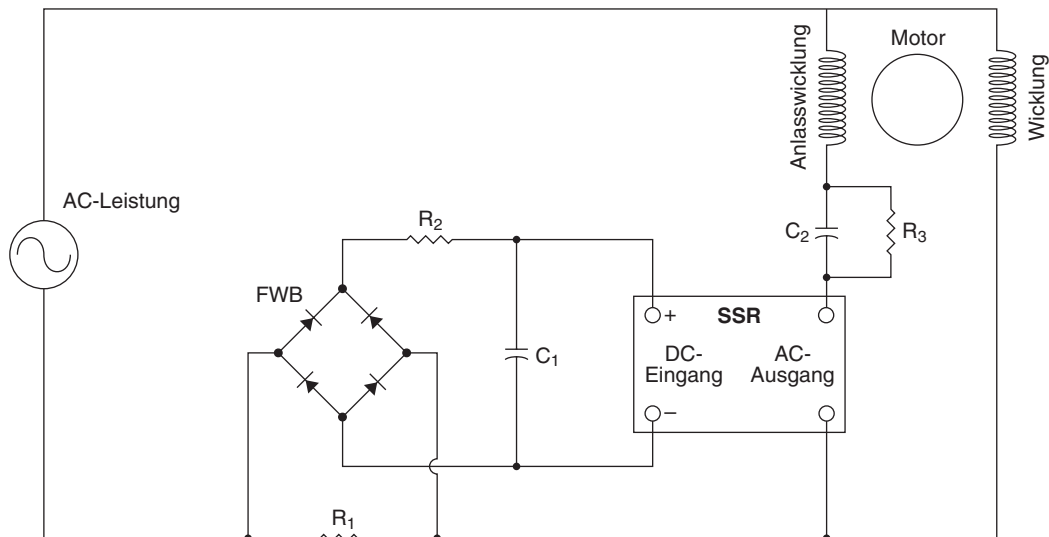 Motor
Anlasswicklung
Wicklung
AC-Leistung
R2
C2
R3
FWB
+ SSR
DC-
Eingang
AC-
Ausgang
C1
–
R1